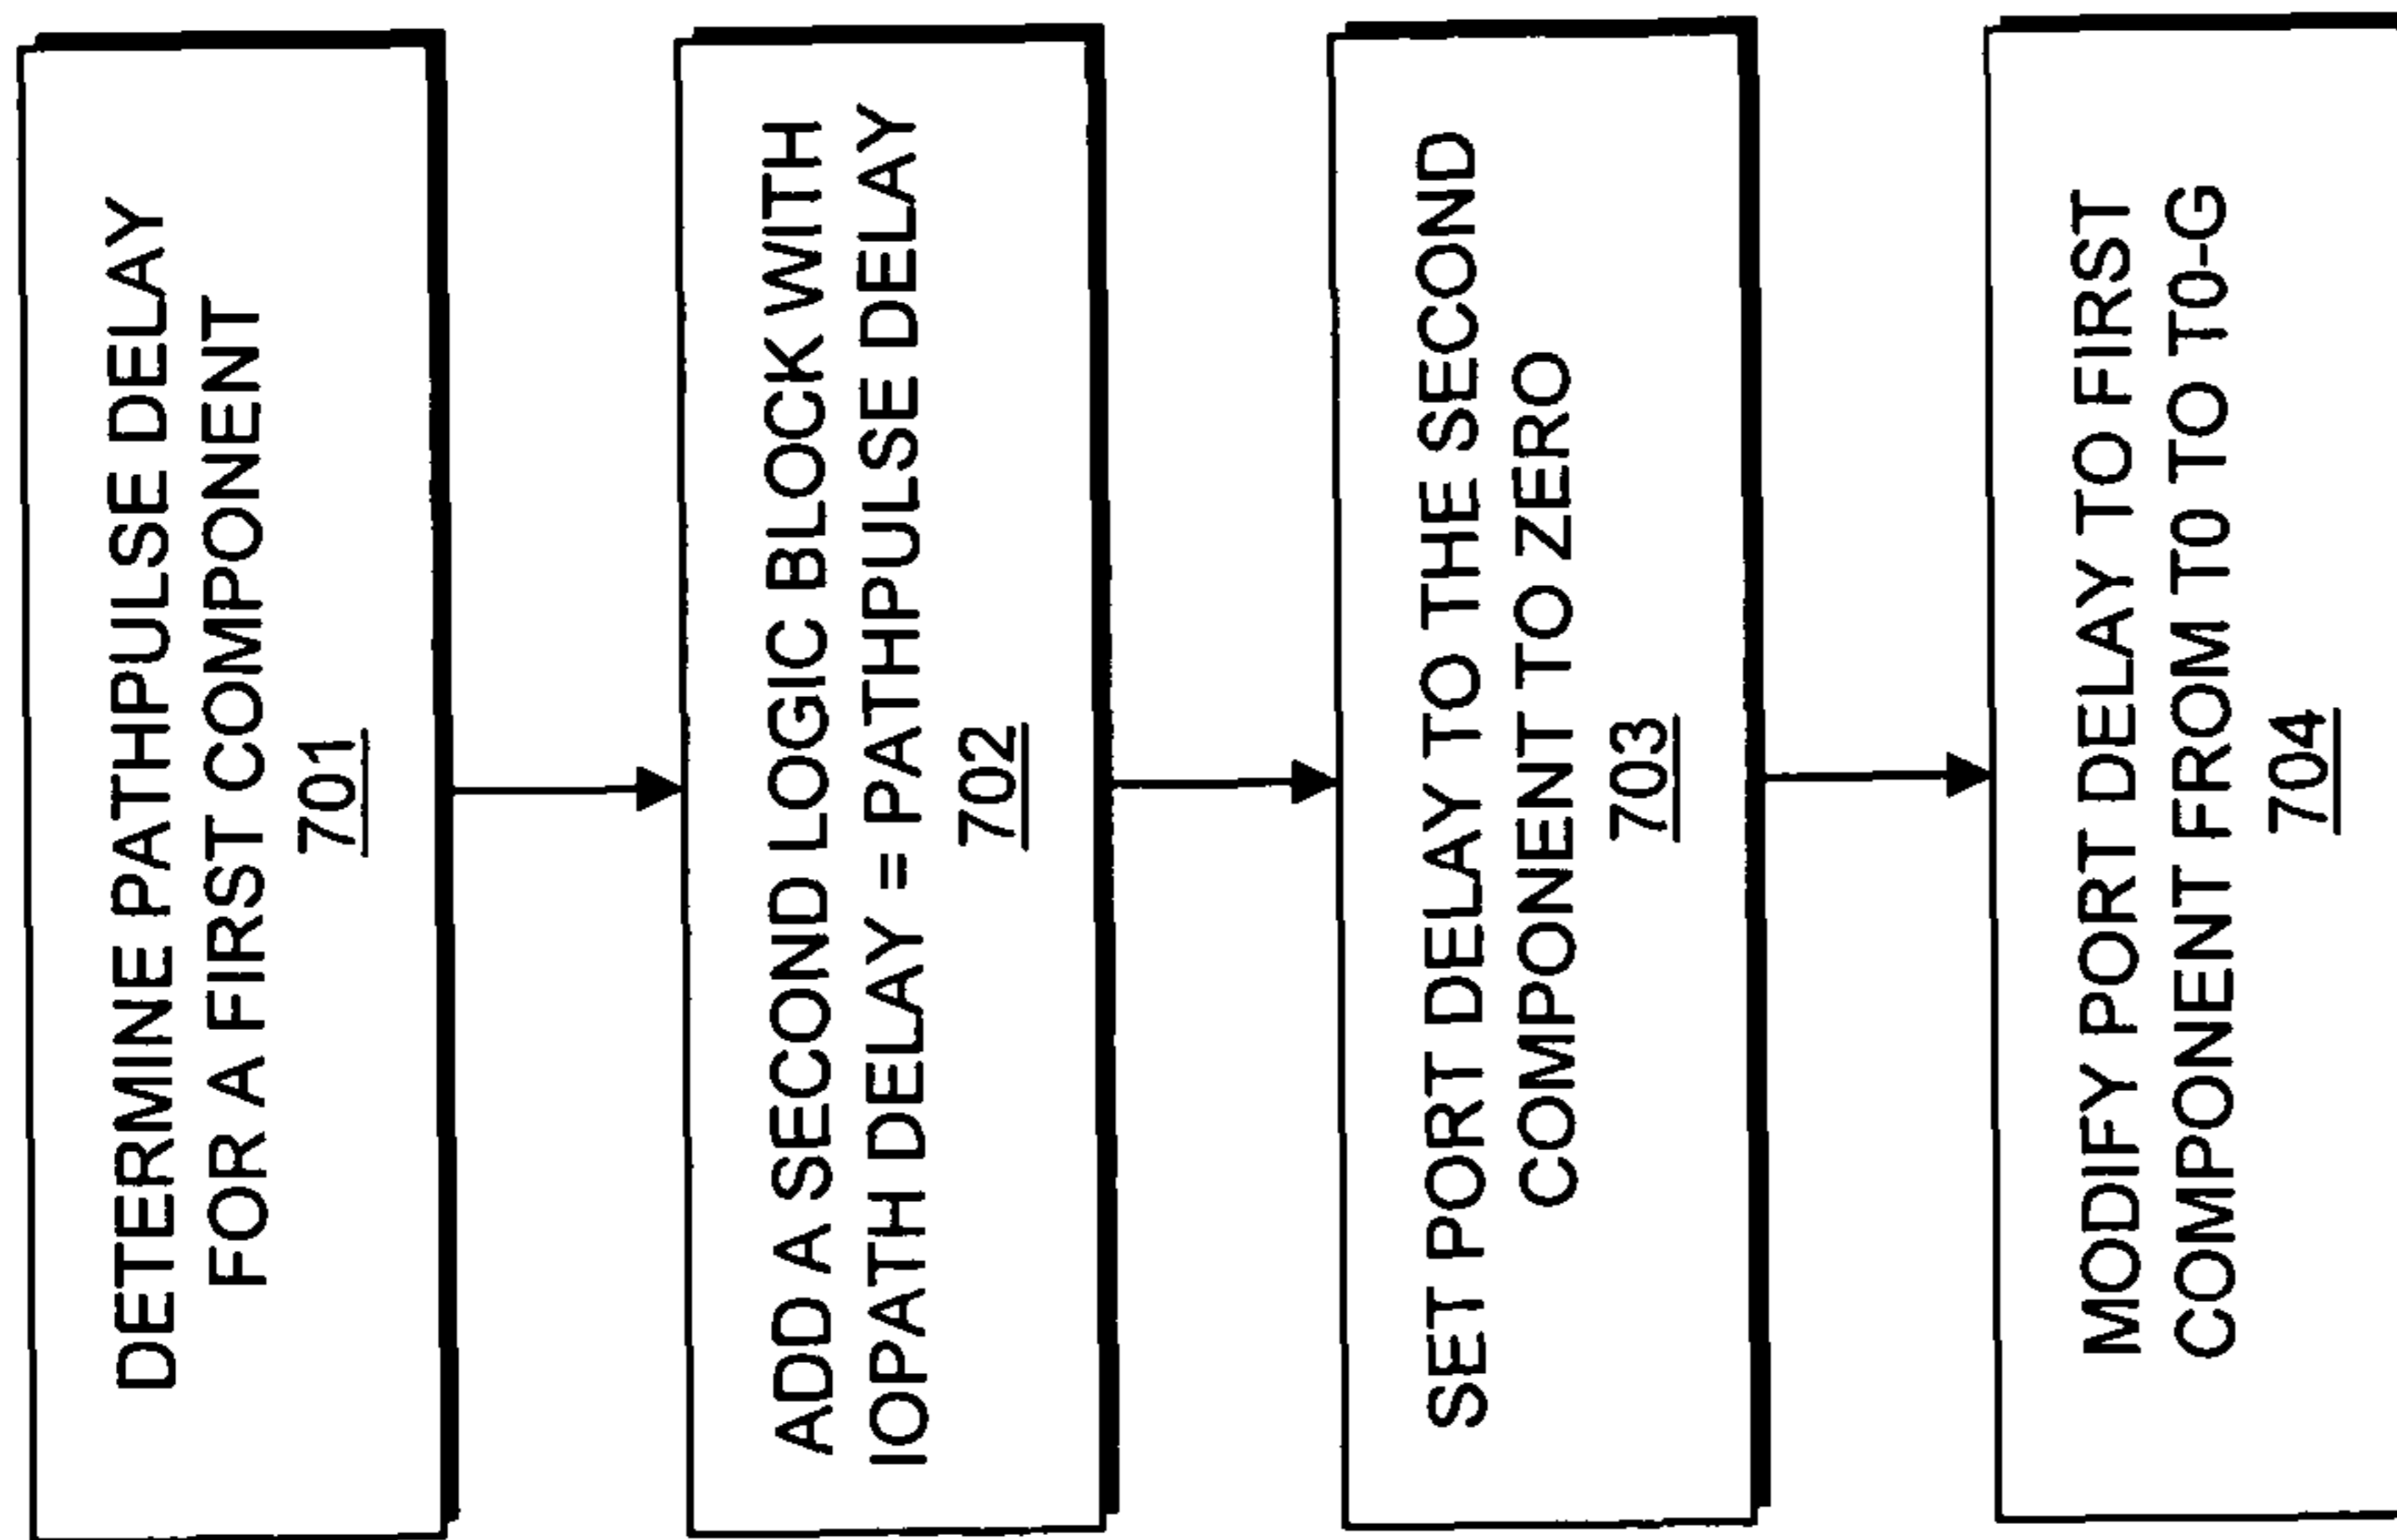 DETERMINE PATHPULSE DELAY
FOR A FIRST COMPONENT
701
ADD A SECOND LOGIC BLOCK WITH
IOPATH DELAY = PATHPULSE DELAY
702
SET PORT DELAY TO THE SECOND
COMPONENT TO ZERO
703
MODIFY PORT DELAY TO FIRST
COMPONENT FROM T0 TO T0-G
704